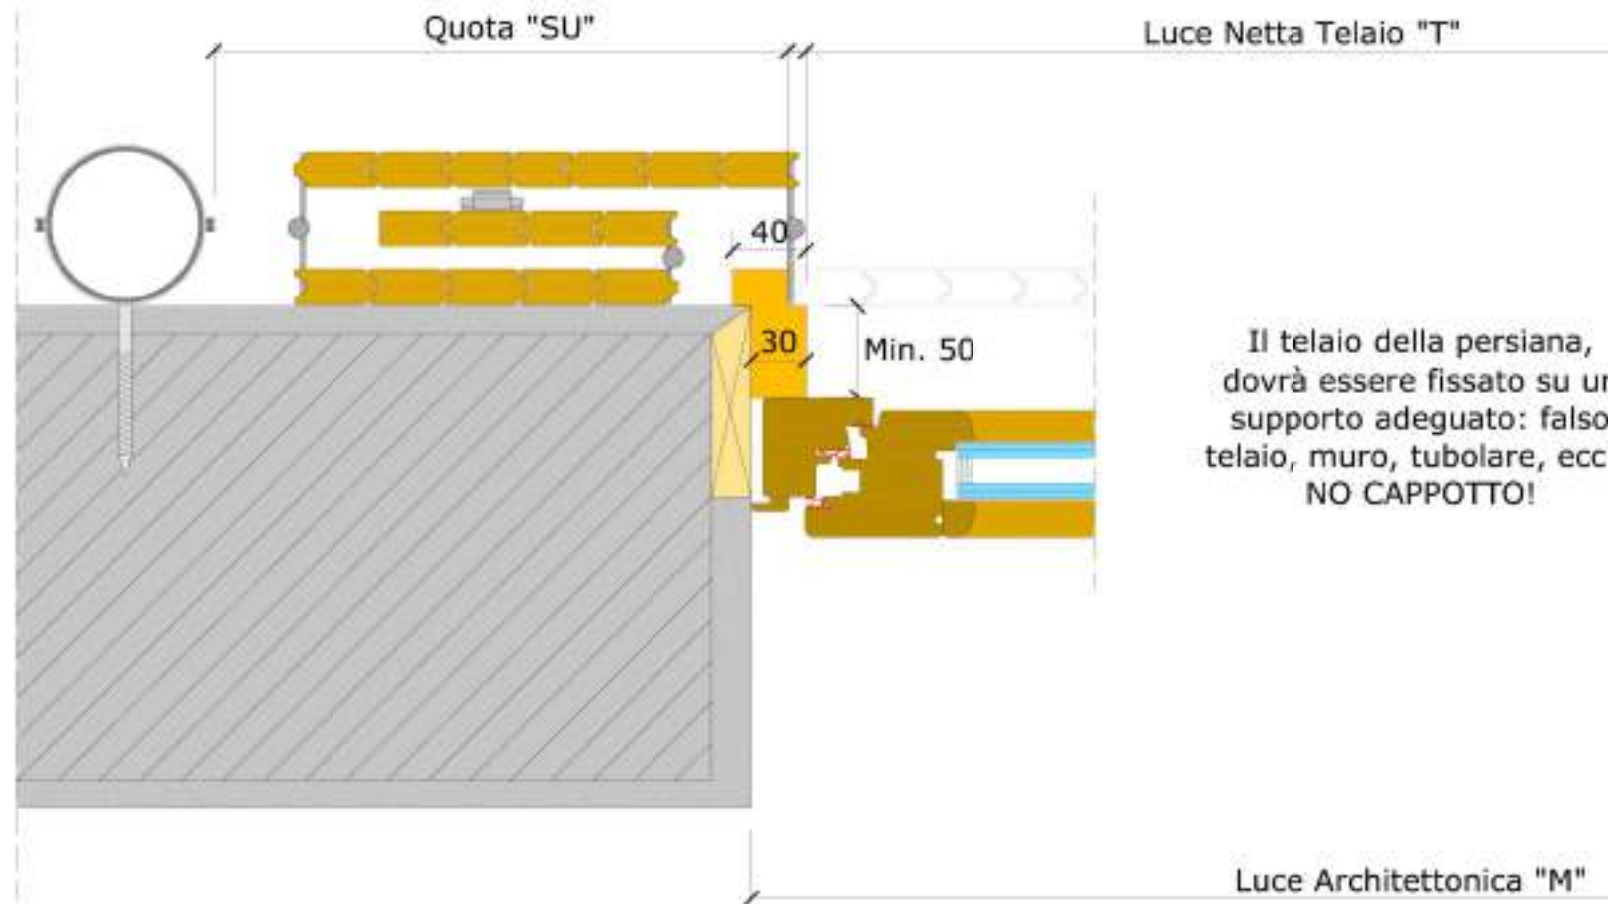 Quota "SU"
Luce Netta Telaio "T"
40
30
Min. 50
Il telaio della persiana,
dovrà essere fissato su un
supporto adeguato: falso
telaio, muro, tubolare, ecc
NO CAPPOTTO!
Luce Architettonica "M"